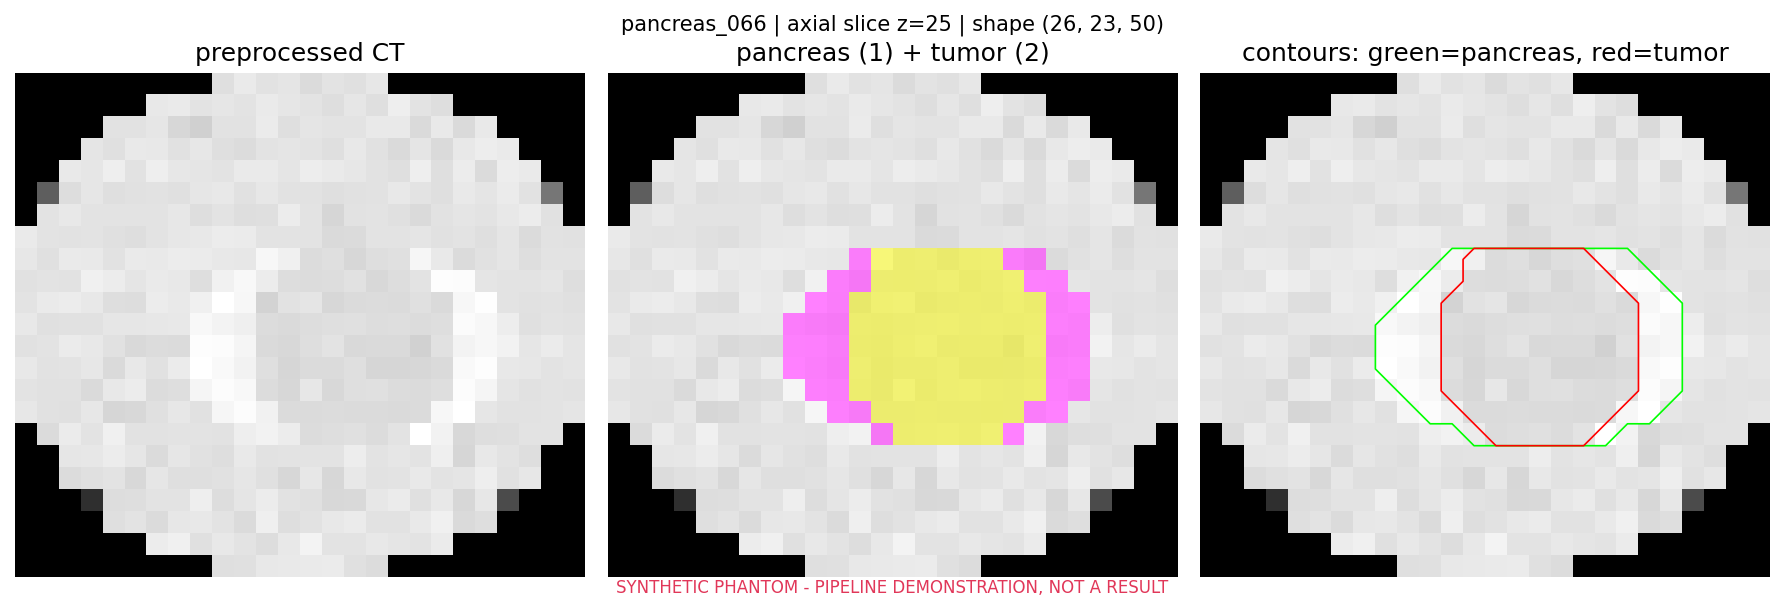 pancreas_066 | axial slice z=25 | shape (26, 23, 50)
preprocessed CT
pancreas (1) + tumor (2)
contours: green=pancreas, red=tumor
SYNTHETIC PHANTOM - PIPELINE DEMONSTRATION, NOT A RESULT